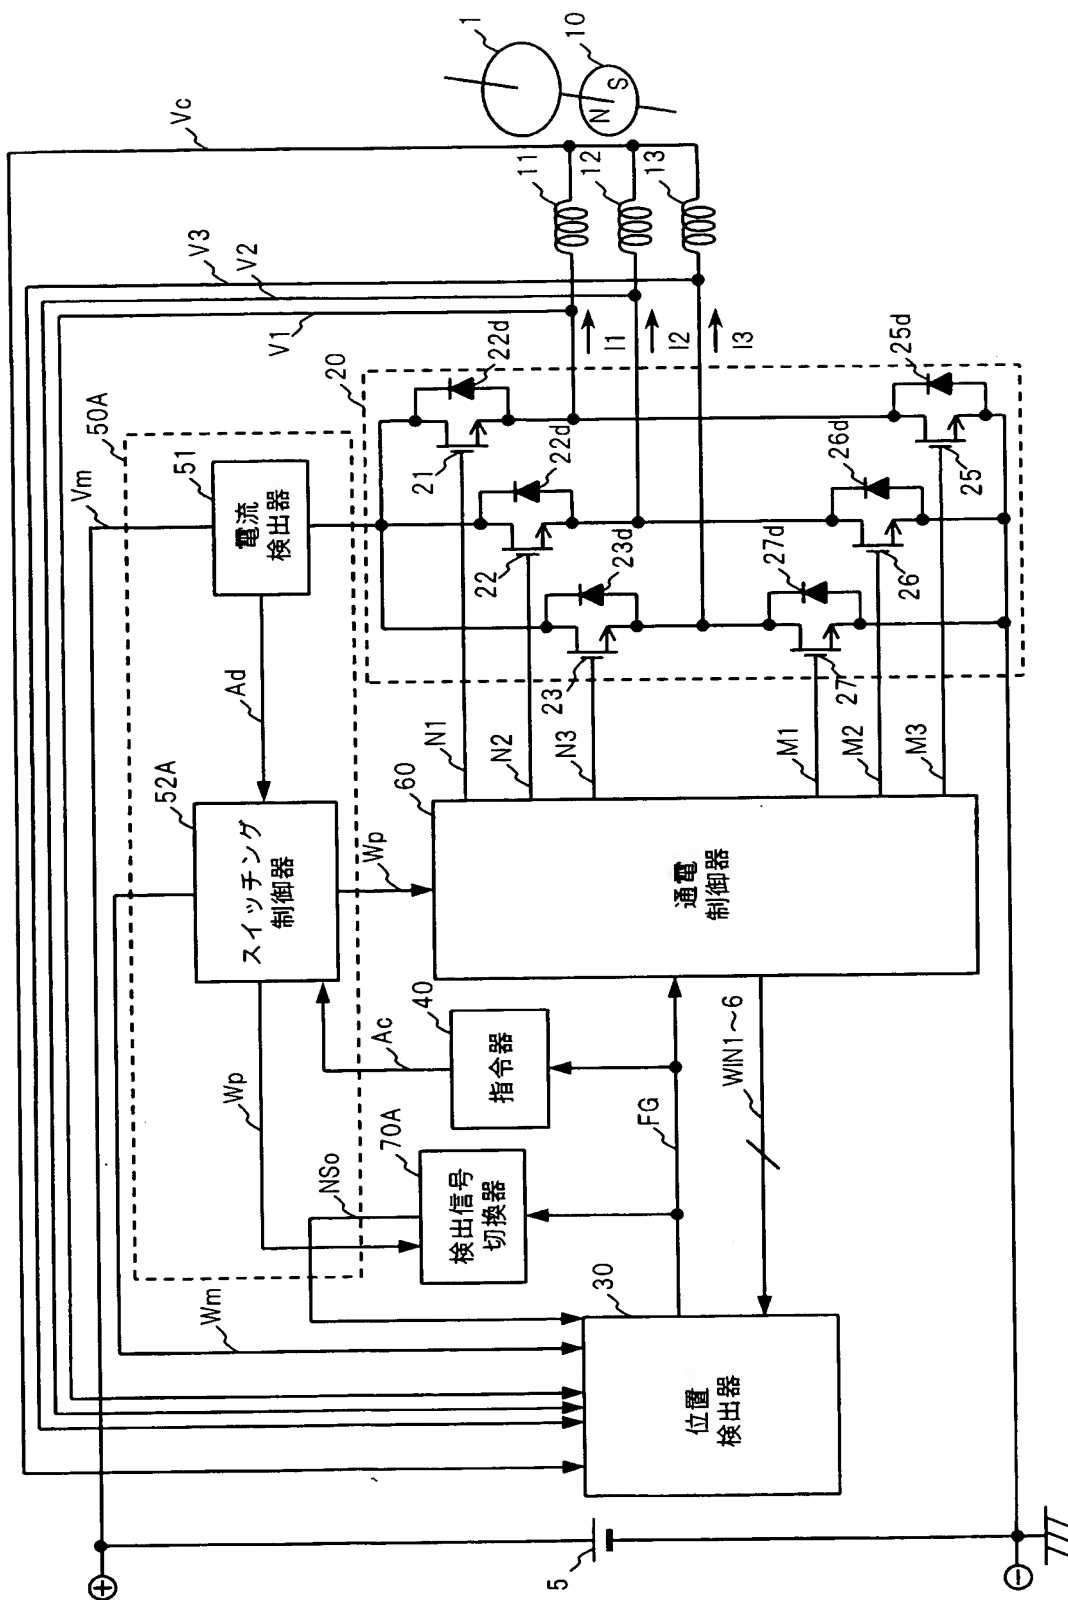 1
10
N S
Vc
11
12
13
V3
V2
V1
I1
I2
I3
20
50A
Vm
51
電流
検出器
Ad
52A
スイッチング
制御器
Wp
Wp
22d
21
22d
22
23d
23
25d
25
26d
26
27d
27
N1
N2
N3
M1
M2
M3
60
通電
制御器
40
指令器
Ac
70A
検出信号
切換器
NSo
FG
WIN1～6
Wm
30
位置
検出器
5
+
-